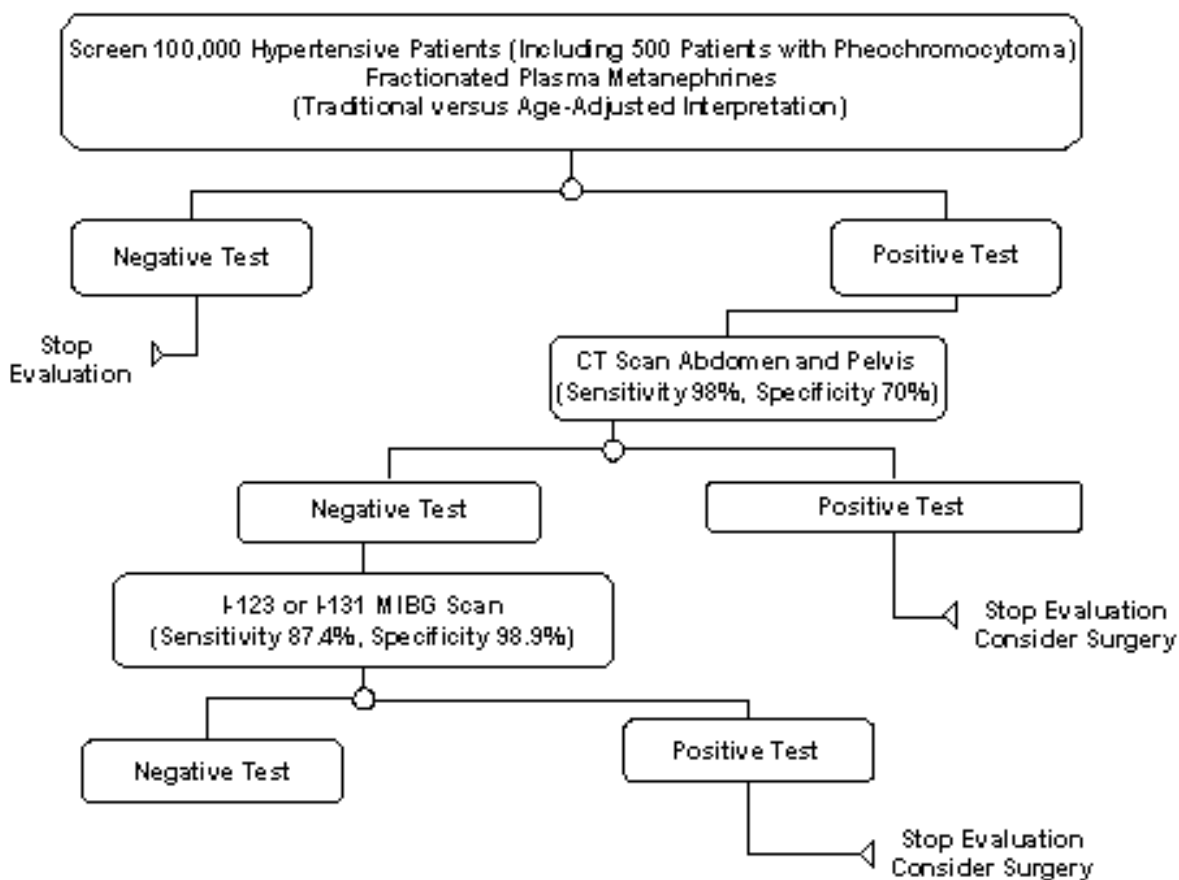 Screen 100,000 Hypertensive Patients (Including 500 Patients with Pheochromocytoma)
Fractionated Plasma Metanephrines
(Traditional versus Age-Adjusted Interpretation)
Negative Test
Positive Test
Stop
Evaluation
CT Scan Abdomen and Pelvis
(Sensitivity 98%, Specificity 70%)
Negative Test
Positive Test
I-123 or I-131 MIBG Scan
(Sensitivity 87.4%, Specificity 98.9%)
Stop Evaluation
Consider Surgery
Negative Test
Positive Test
Stop Evaluation
Consider Surgery